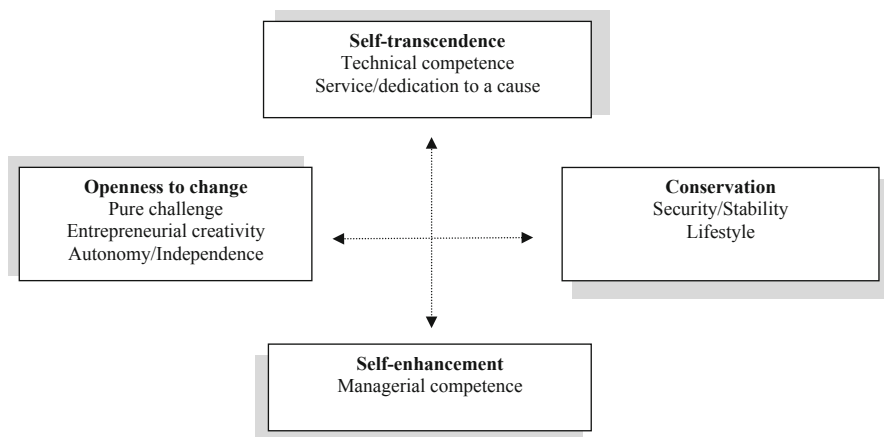 Self-transcendence
Technical competence
Service/dedication to a cause
Openness to change
Pure challenge
Entrepreneurial creativity
Autonomy/Independence
Conservation
Security/Stability
Lifestyle
Self-enhancement
Managerial competence